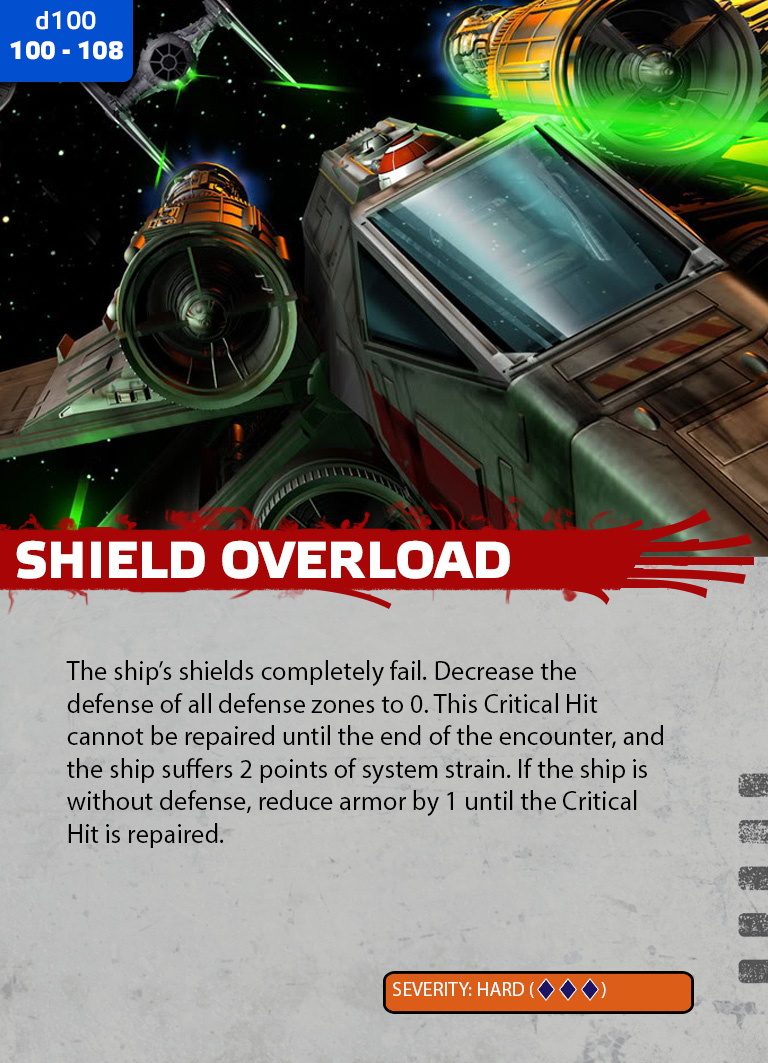 d100
100 - 108
SHIELD OVERLOAD
The ship’s shields completely fail. Decrease the
defense of all defense zones to 0. This Critical Hit
cannot be repaired until the end of the encounter, and
the ship suffers 2 points of system strain. If the ship is
without defense, reduce armor by 1 until the Critical
Hit is repaired.
SEVERITY: HARD (♦♦♦)